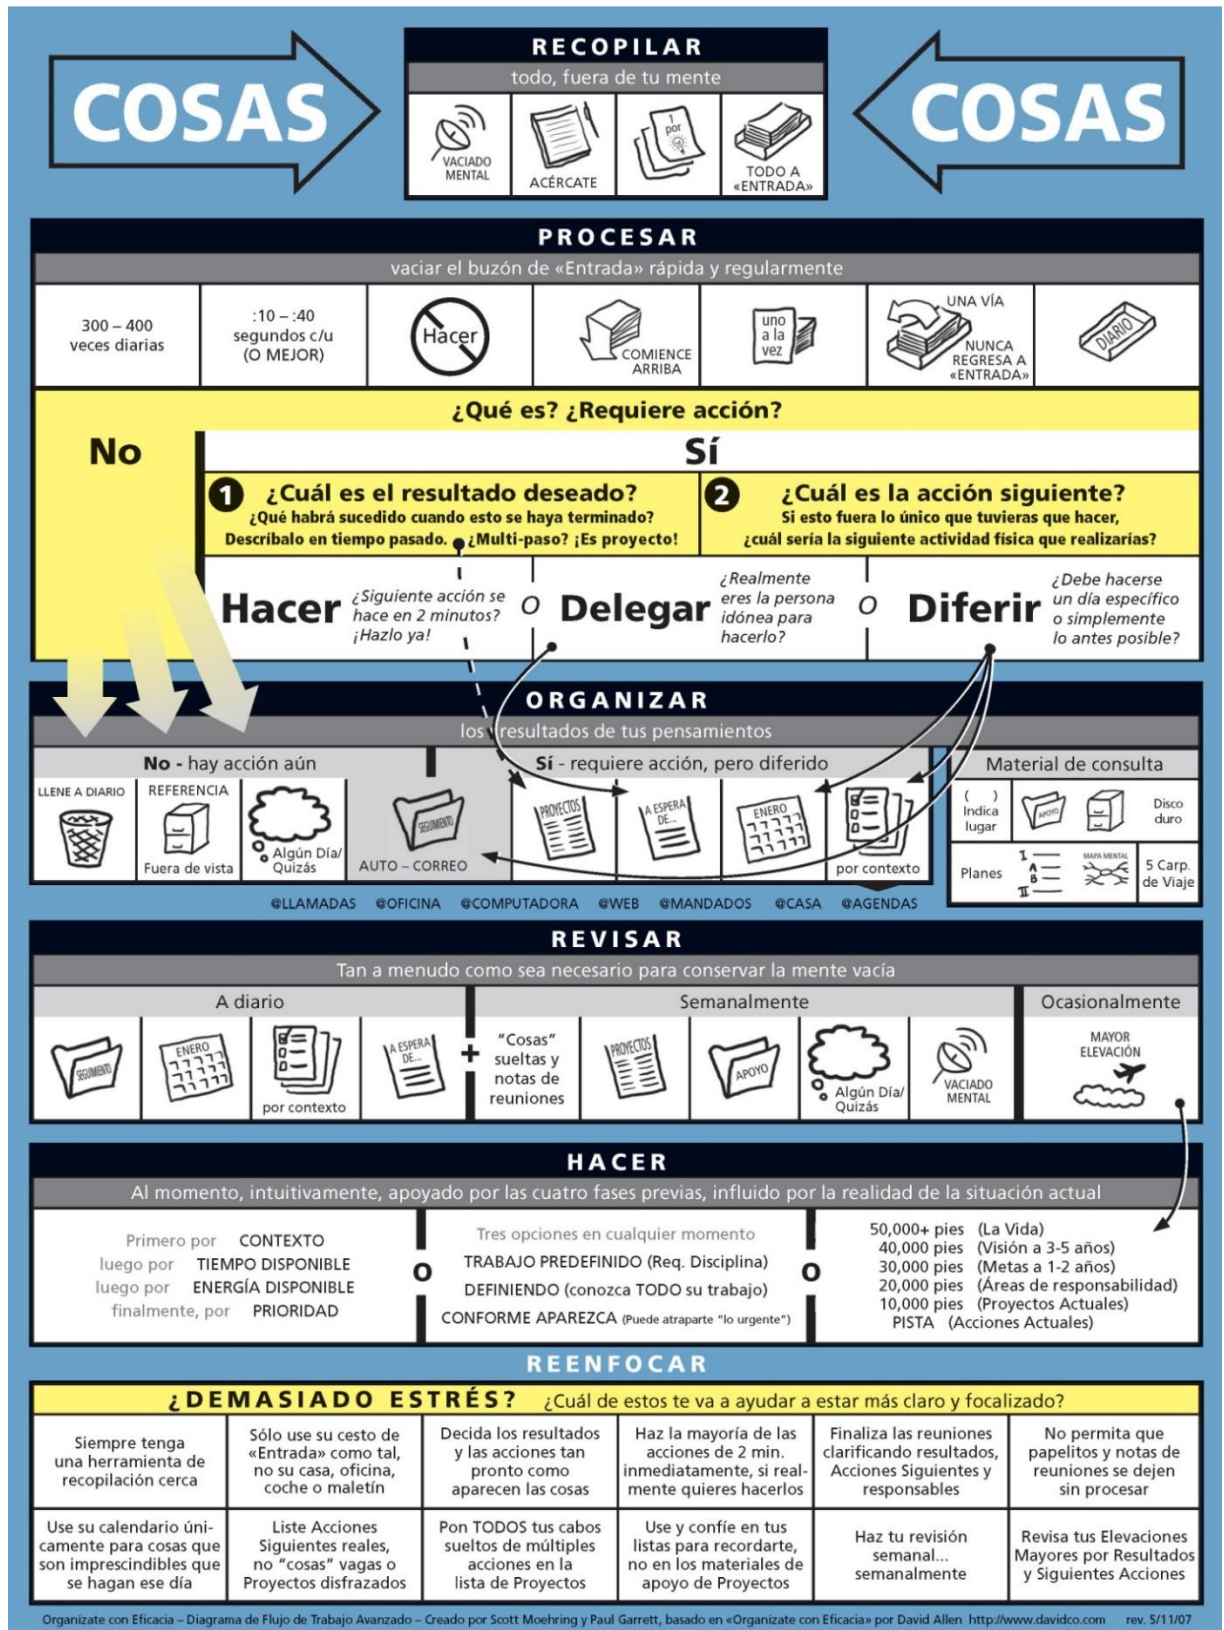 COSAS
RECOPILAR
todo, fuera de tu mente
VACIADO
MENTAL
ACÉRCATE
1
por
TODO A
«ENTRADA»
COSAS
PROCESAR
vaciar el buzón de «Entrada» rápida y regularmente
300 – 400
veces diarias
:10 – :40
segundos c/u
(O MEJOR)
Hacer
COMIENCE
ARRIBA
uno
a la
vez
UNA VÍA
NUNCA
REGRESA A
«ENTRADA»
DIARIO
¿Qué es? ¿Requiere acción?
No
Sí
1 ¿Cuál es el resultado deseado?
¿Qué habrá sucedido cuando esto se haya terminado?
Descríbalo en tiempo pasado. ¿Multi-paso? ¡Es proyecto!
2 ¿Cuál es la acción siguiente?
Si esto fuera lo único que tuvieras que hacer,
¿cuál sería la siguiente actividad física que realizarías?
Hacer
¿Siguiente acción se
hace en 2 minutos?
¡Hazlo ya!
O
Delegar
¿Realmente
eres la persona
idónea para
hacerlo?
O
Diferir
¿Debe hacerse
un día específico
o simplemente
lo antes posible?
ORGANIZAR
los resultados de tus pensamientos
No - hay acción aún
Sí - requiere acción, pero diferido
LLENE A DIARIO
REFERENCIA
Fuera de vista
Algún Día/
Quizás
SEGUIMIENTO
AUTO – CORREO
PROYECTOS
A ESPERA
DE...
ENERO
por contexto
Material de consulta
( )
Indica
lugar
APOYO
Disco
duro
Planes
I
A
B
II
MAPA MENTAL
5 Carp.
de Viaje
@LLAMADAS @OFICINA @COMPUTADORA @WEB @MANDADOS @CASA @AGENDAS
REVISAR
Tan a menudo como sea necesario para conservar la mente vacía
A diario
Semanalmente
Ocasionalmente
SEGUIMIENTO
ENERO
por contexto
A ESPERA
DE...
+
"Cosas"
sueltas y
notas de
reuniones
PROYECTOS
APOYO
Algún Día/
Quizás
VACIADO
MENTAL
MAYOR
ELEVACIÓN
HACER
Al momento, intuitivamente, apoyado por las cuatro fases previas, influido por la realidad de la situación actual
Primero por CONTEXTO
luego por TIEMPO DISPONIBLE
luego por ENERGÍA DISPONIBLE
finalmente, por PRIORIDAD
O
Tres opciones en cualquier momento
TRABAJO PREDEFINIDO (Req. Disciplina)
DEFINIENDO (conozca TODO su trabajo)
CONFORME APAREZCA (Puede atraparte "lo urgente")
O
50,000+ pies (La Vida)
40,000 pies (Visión a 3-5 años)
30,000 pies (Metas a 1-2 años)
20,000 pies (Áreas de responsabilidad)
10,000 pies (Proyectos Actuales)
PISTA (Acciones Actuales)
REENFOCAR
¿DEMASIADO ESTRÉS? ¿Cuál de estos te va a ayudar a estar más claro y focalizado?
Siempre tenga
una herramienta de
recopilación cerca
Sólo use su cesto de
«Entrada» como tal,
no su casa, oficina,
coche o maletín
Decida los resultados
y las acciones tan
pronto como
aparecen las cosas
Haz la mayoría de las
acciones de 2 min.
inmediatamente, si real-
mente quieres hacerlos
Finaliza las reuniones
clarificando resultados,
Acciones Siguientes y
responsables
No permita que
papelitos y notas de
reuniones se dejen
sin procesar
Use su calendario úni-
camente para cosas que
son imprescindibles que
se hagan ese día
Liste Acciones
Siguientes reales,
no "cosas" vagas o
Proyectos disfrazados
Pon TODOS tus cabos
sueltos de múltiples
acciones en la
lista de Proyectos
Use y confíe en tus
listas para recordarte,
no en los materiales de
apoyo de Proyectos
Haz tu revisión
semanal...
semanalmente
Revisa tus Elevaciones
Mayores por Resultados
y Siguientes Acciones
Organízate con Eficacia – Diagrama de Flujo de Trabajo Avanzado – Creado por Scott Moehring y Paul Garrett, basado en «Organízate con Eficacia» por David Allen http://www.davidco.com rev. 5/11/07